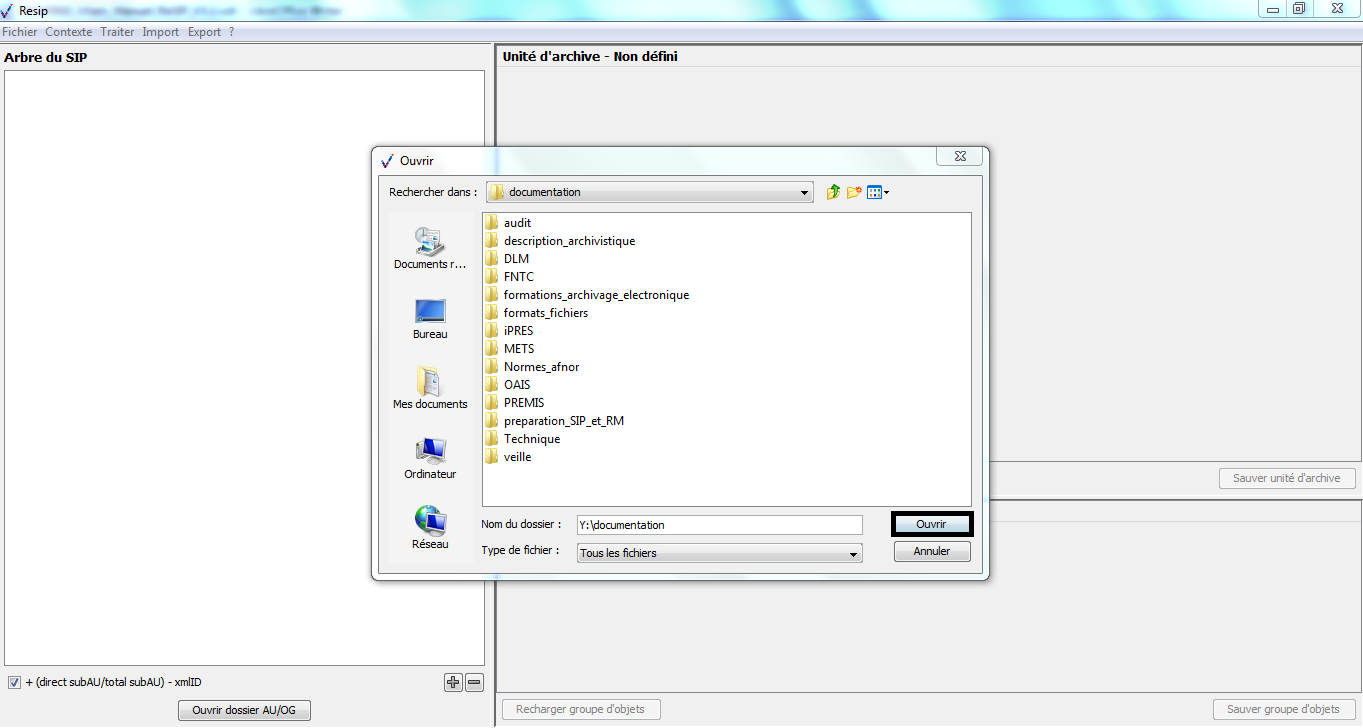 Resip
Fichier Contexte Traiter Import Export ?
Arbre du SIP
Unité d'archive - Non défini
Ouvrir
Rechercher dans :
documentation
Documents r...
Bureau
Mes documents
Ordinateur
Réseau
audit
description_archivistique
DLM
FNTC
formations_archivage_electronique
formats_fichiers
iPRES
METS
Normes_afnor
OAIS
PREMIS
preparation_SIP_et_RM
Technique
veille
Nom du dossier :
Y:\documentation
Ouvrir
Type de fichier :
Tous les fichiers
Annuler
Sauver unité d'archive
+ (direct subAU/total subAU) - xmlID
Ouvrir dossier AU/OG
Recharger groupe d'objets
Sauver groupe d'objets